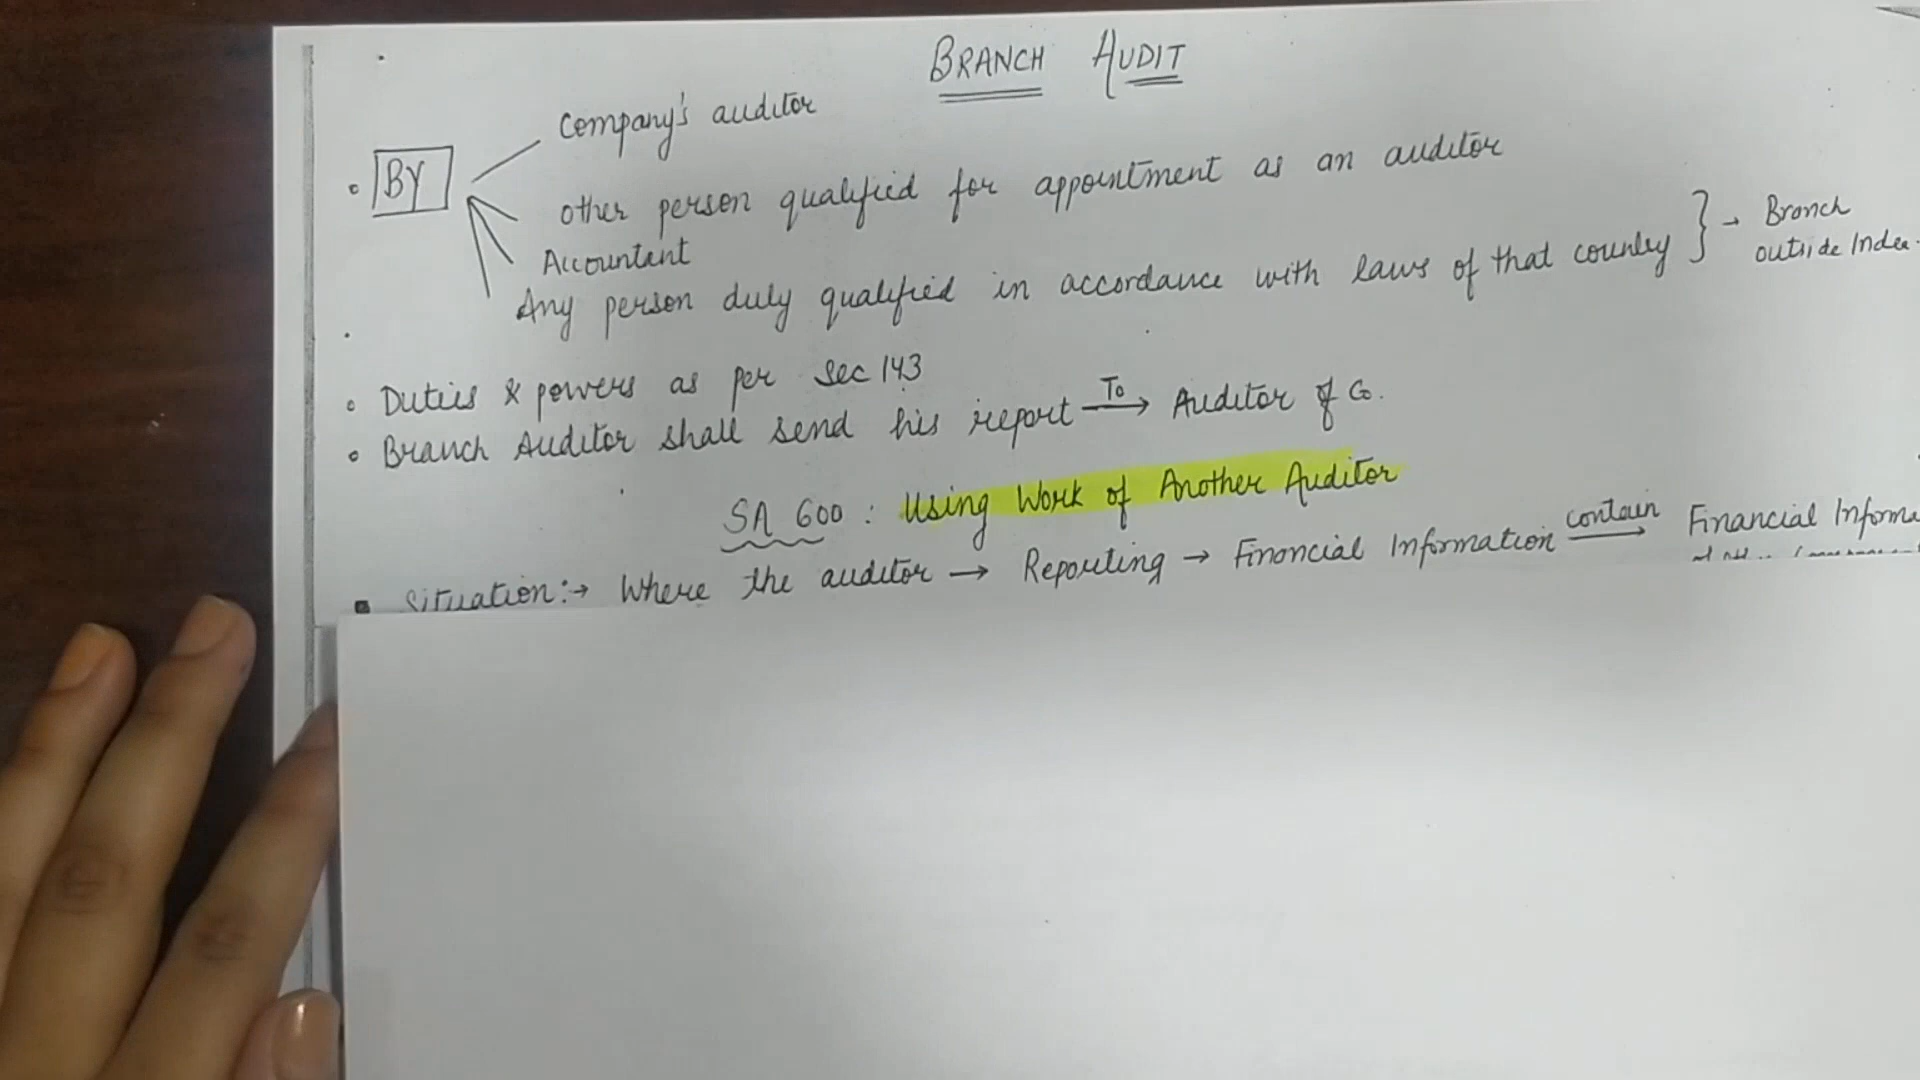 BRANCH AUDIT
Company's auditor
BY
other person qualified for appointment as an auditor
Accountant
Any person duly qualified in accordance with laws of that country } → Branch
outside India.
Duties & powers as per Sec 143
Branch Auditor shall send his report To → Auditor of Co.
SA 600 : Using Work of Another Auditor
Situation:→ Where the auditor → Reporting → Financial Information contain → Financial Informa